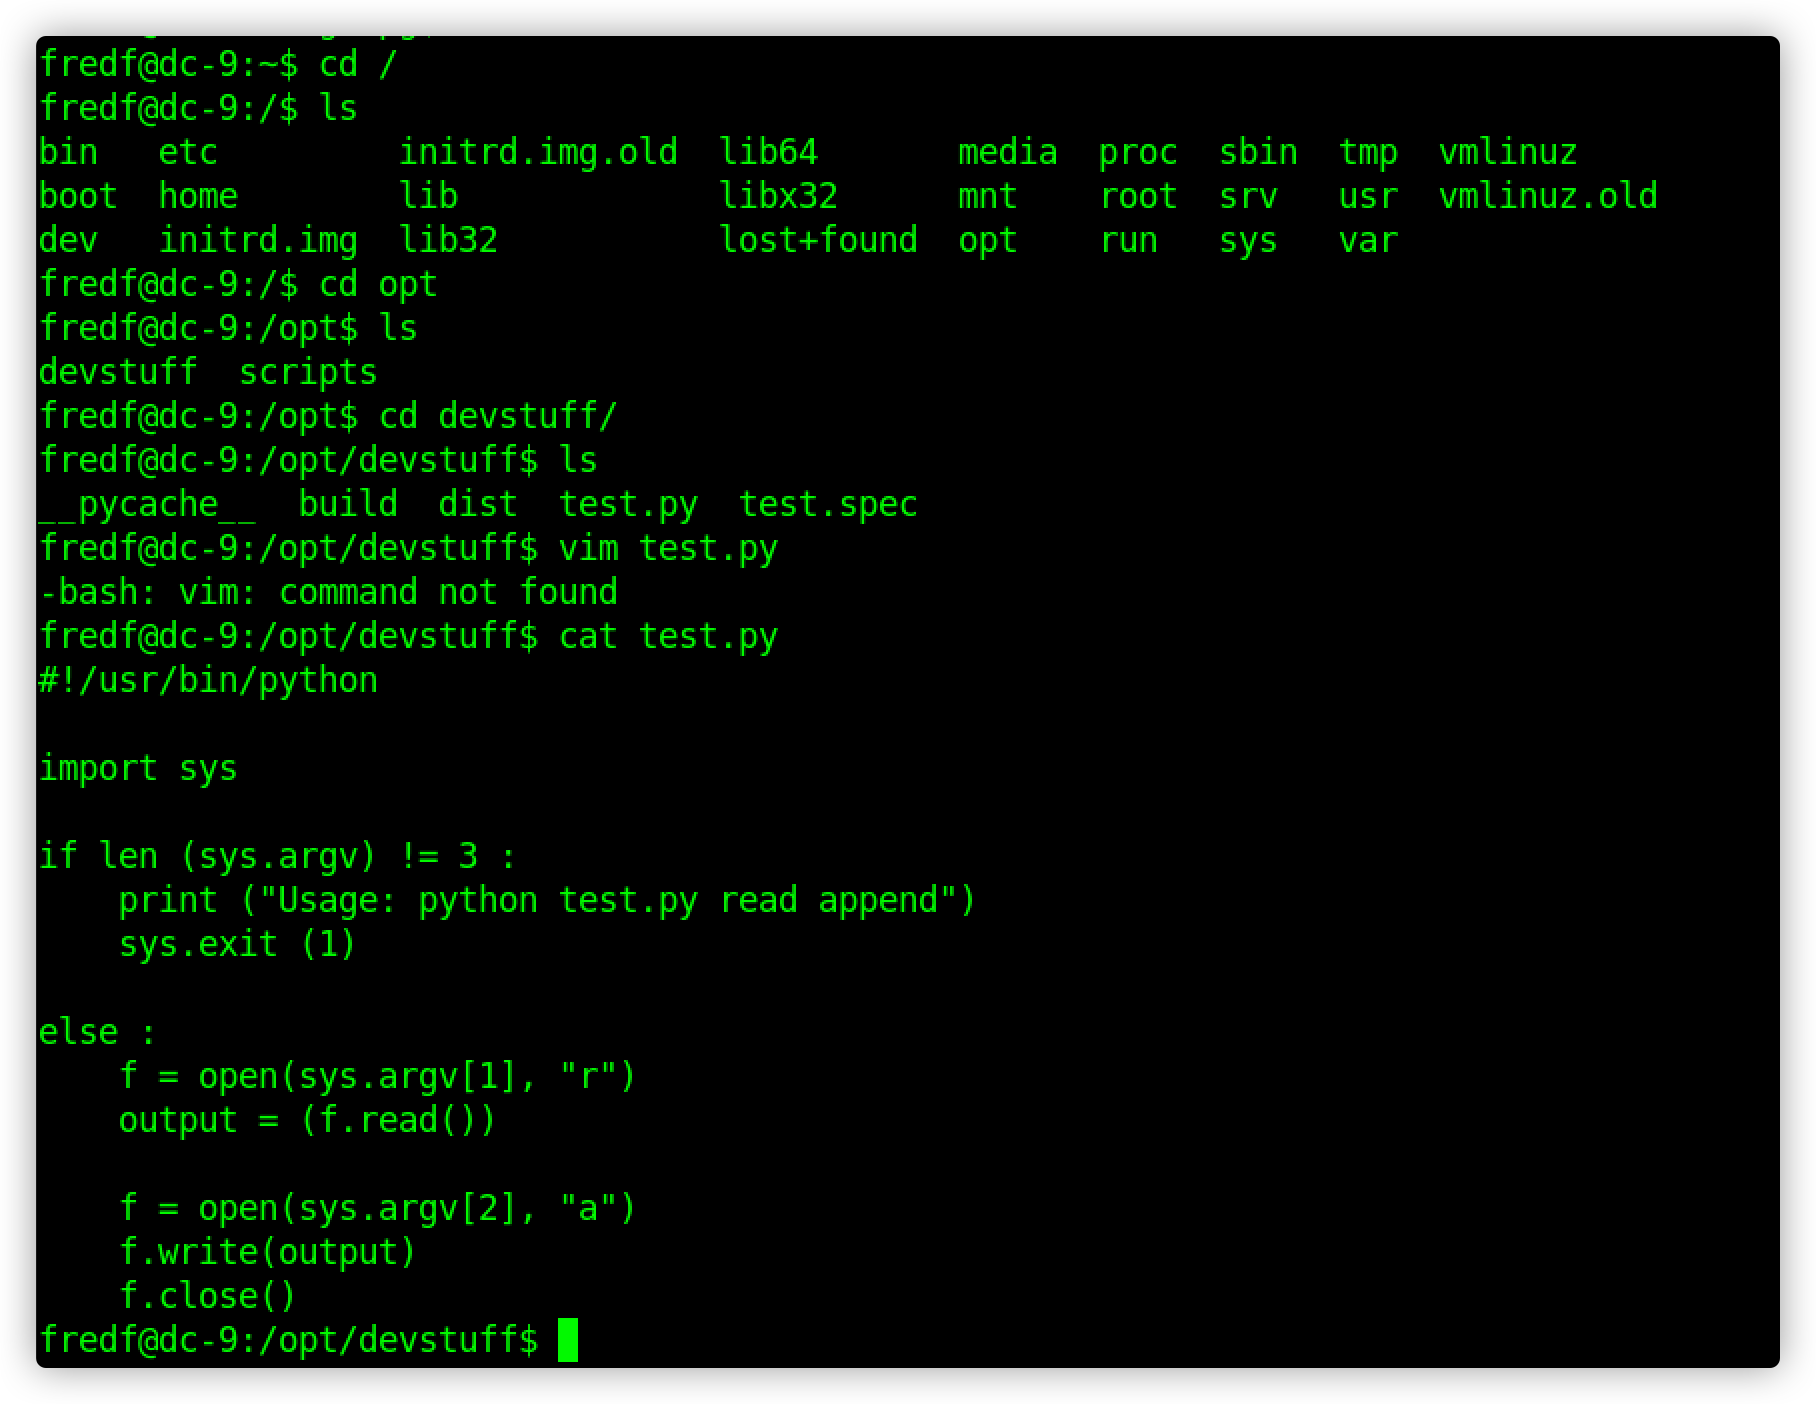 fredf@dc-9:~$ cd /
fredf@dc-9:/$ ls
bin   etc         initrd.img.old  lib64       media  proc  sbin  tmp  vmlinuz
boot  home        lib             libx32      mnt    root  srv   usr  vmlinuz.old
dev   initrd.img  lib32           lost+found  opt    run   sys   var
fredf@dc-9:/$ cd opt
fredf@dc-9:/opt$ ls
devstuff  scripts
fredf@dc-9:/opt$ cd devstuff/
fredf@dc-9:/opt/devstuff$ ls
__pycache__  build  dist  test.py  test.spec
fredf@dc-9:/opt/devstuff$ vim test.py
-bash: vim: command not found
fredf@dc-9:/opt/devstuff$ cat test.py
#!/usr/bin/python

import sys

if len (sys.argv) != 3 :
    print ("Usage: python test.py read append")
    sys.exit (1)

else :
    f = open(sys.argv[1], "r")
    output = (f.read())

    f = open(sys.argv[2], "a")
    f.write(output)
    f.close()
fredf@dc-9:/opt/devstuff$